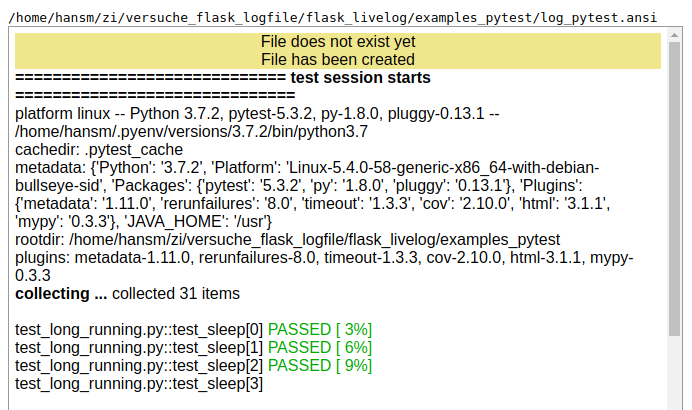 /home/hansm/zi/versuche_flask_logfile/flask_livelog/examples_pytest/log_pytest.ansi
File does not exist yet
File has been created
============================= test session starts
==============================
platform linux -- Python 3.7.2, pytest-5.3.2, py-1.8.0, pluggy-0.13.1 --
/home/hansm/.pyenv/versions/3.7.2/bin/python3.7
cachedir: .pytest_cache
metadata: {'Python': '3.7.2', 'Platform': 'Linux-5.4.0-58-generic-x86_64-with-debian-
bullseye-sid', 'Packages': {'pytest': '5.3.2', 'py': '1.8.0', 'pluggy': '0.13.1'}, 'Plugins':
{'metadata': '1.11.0', 'rerunfailures': '8.0', 'timeout': '1.3.3', 'cov': '2.10.0', 'html': '3.1.1',
'mypy': '0.3.3'}, 'JAVA_HOME': '/usr'}
rootdir: /home/hansm/zi/versuche_flask_logfile/flask_livelog/examples_pytest
plugins: metadata-1.11.0, rerunfailures-8.0, timeout-1.3.3, cov-2.10.0, html-3.1.1, mypy-
0.3.3
collecting ... collected 31 items
test_long_running.py::test_sleep[0] PASSED [ 3%]
test_long_running.py::test_sleep[1] PASSED [ 6%]
test_long_running.py::test_sleep[2] PASSED [ 9%]
test_long_running.py::test_sleep[3]